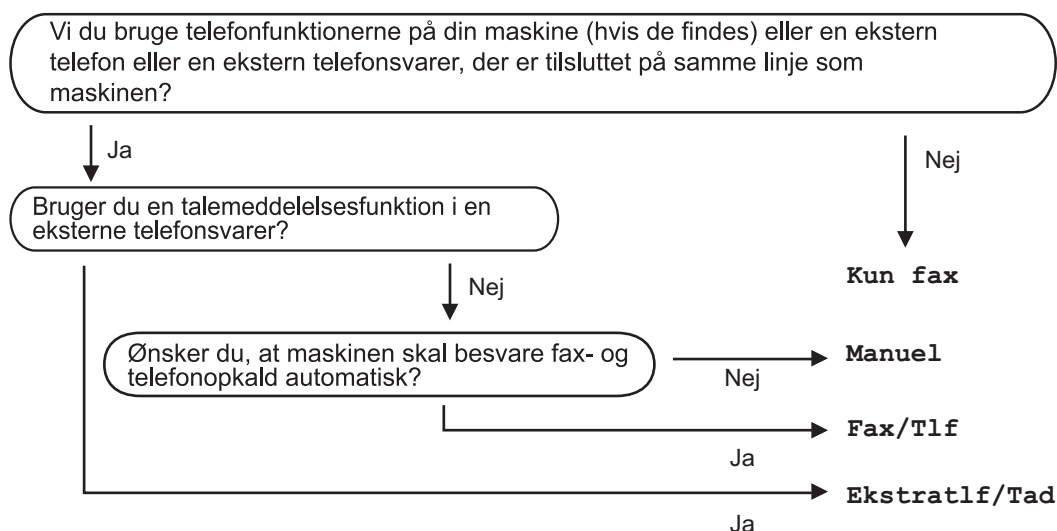 Vi du bruge telefonfunktionerne på din maskine (hvis de findes) eller en ekstern
telefon eller en ekstern telefonsvarer, der er tilsluttet på samme linje som
maskinen?
Ja
Nej
Bruger du en talemeddelelsesfunktion i en
eksterne telefonsvarer?
Nej
Kun fax
Ønsker du, at maskinen skal besvare fax- og
telefonopkald automatisk?
Nej
Manuel
Ja
Fax/Tlf
Ja
Ekstratlf/Tad